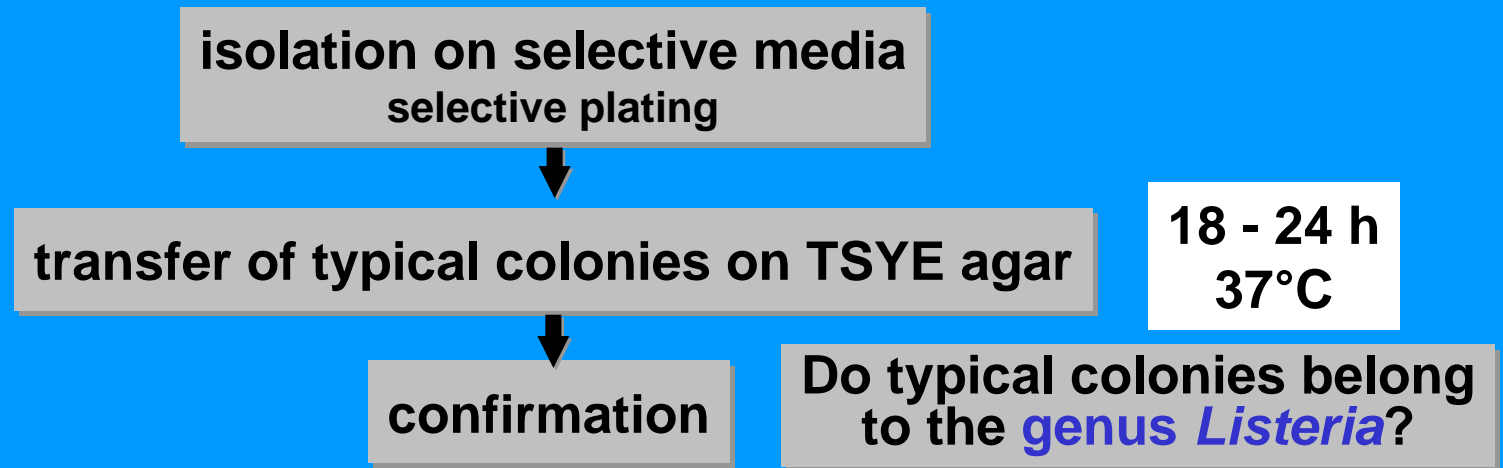 isolation on selective media
selective plating
transfer of typical colonies on TSYE agar
18 - 24 h
37°C
confirmation
Do typical colonies belong
to the genus Listeria?